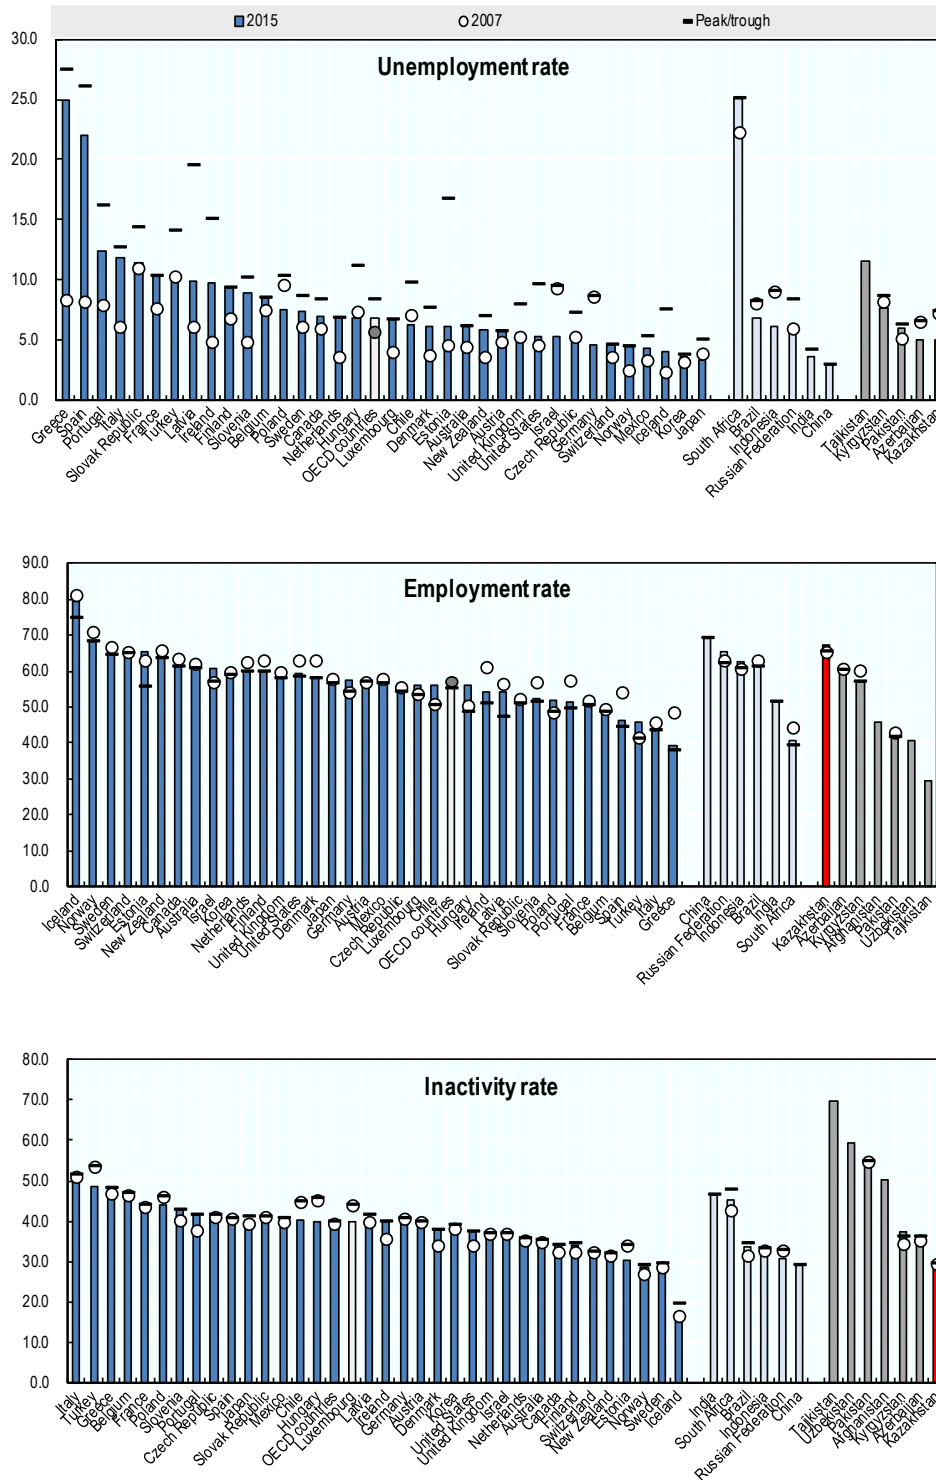 2015 2007 Peak/trough
30.0
25.0
20.0
15.0
10.0
5.0
0.0
Unemployment rate
Greece
Spain
Portugal
Italy
Slovak Republic
France
Turkey
Latvia
Ireland
Finland
Slovenia
Belgium
Poland
Sweden
Canada
Netherlands
Hungary
OECD countries
Luxembourg
Chile
Denmark
Estonia
Australia
New Zealand
Austria
United Kingdom
United States
Israel
Czech Republic
Germany
Switzerland
Norway
Mexico
Iceland
Korea
Japan
South Africa
Brazil
Indonesia
Russian Federation
India
China
Tajikistan
Kyrgyzstan
Pakistan
Azerbaijan
Kazakhstan
90.0
80.0
70.0
60.0
50.0
40.0
30.0
20.0
10.0
0.0
Employment rate
Iceland
Norway
Sweden
Switzerland
Estonia
New Zealand
Canada
Australia
Israel
Korea
Netherlands
Finland
United Kingdom
United States
Denmark
Japan
Germany
Austria
Mexico
Czech Republic
Luxembourg
Chile
OECD countries
Hungary
Ireland
Latvia
Slovak Republic
Slovenia
Poland
Portugal
France
Belgium
Spain
Turkey
Italy
Greece
China
Russian Federation
Indonesia
Brazil
India
South Africa
Kazakhstan
Azerbaijan
Kyrgyzstan
Afghanistan
Pakistan
Uzbekistan
Tajikistan
80.0
70.0
60.0
50.0
40.0
30.0
20.0
10.0
0.0
Inactivity rate
Italy
Turkey
Greece
Belgium
France
Poland
Slovenia
Portugal
Czech Republic
Spain
Japan
Slovak Republic
Mexico
Chile
Hungary
OECD countries
Luxembourg
Latvia
Ireland
Germany
Austria
Denmark
Korea
United States
United Kingdom
Israel
Netherlands
Australia
Canada
Finland
Switzerland
New Zealand
Estonia
Norway
Sweden
Iceland
India
South Africa
Brazil
Indonesia
Russian Federation
China
Tajikistan
Uzbekistan
Pakistan
Afghanistan
Kyrgyzstan
Azerbaijan
Kazakhstan